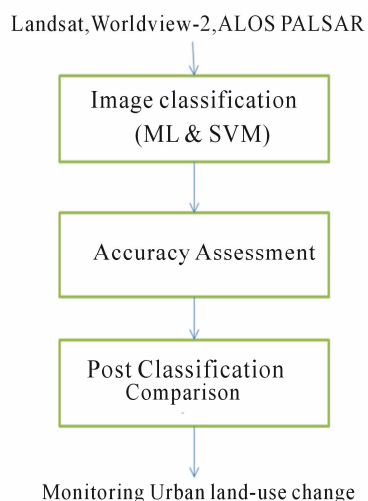 Landsat,Worldview-2,ALOS PALSAR
Image classification
(ML & SVM)
Accuracy Assessment
Post Classification
Comparison
Monitoring Urban land-use change